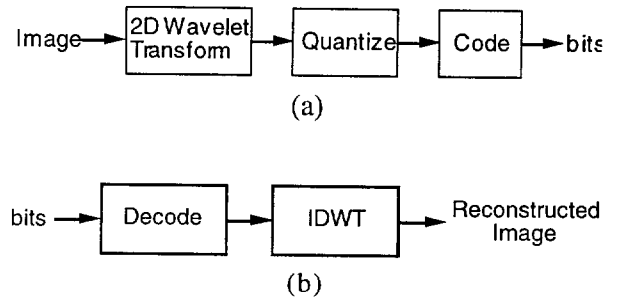 Image
2D Wavelet
Transform
Quantize
Code
bits
(a)
bits
Decode
IDWT
Reconstructed
Image
(b)